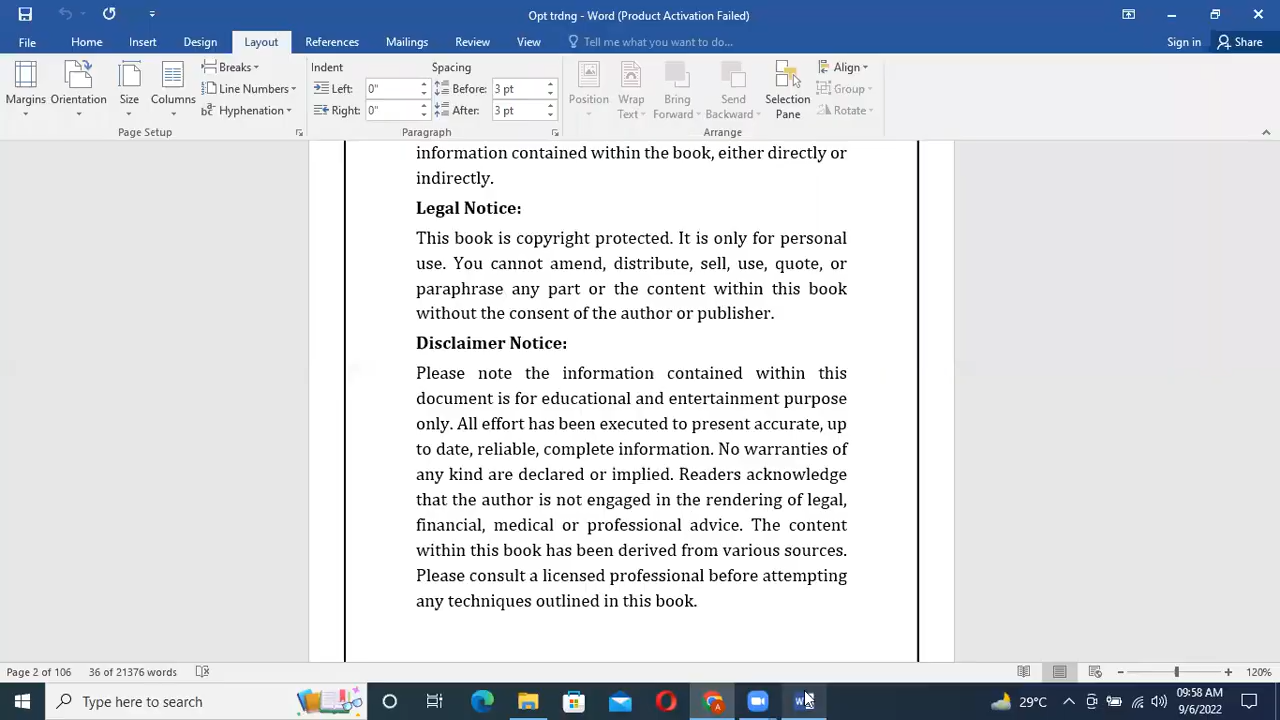 Opt trdng - Word (Product Activation Failed)
File Home Insert Design Layout References Mailings Review View Tell me what you want to do... Sign in Share
Margins Orientation Size Columns
Breaks
Line Numbers
Hyphenation
Page Setup
Indent Spacing
Left: 0" Before: 3 pt
Right: 0" After: 3 pt
Paragraph
Position Wrap Text Bring Forward Send Backward Selection Pane
Align
Group
Rotate
Arrange
information contained within the book, either directly or
indirectly.
Legal Notice:
This book is copyright protected. It is only for personal
use. You cannot amend, distribute, sell, use, quote, or
paraphrase any part or the content within this book
without the consent of the author or publisher.
Disclaimer Notice:
Please note the information contained within this
document is for educational and entertainment purpose
only. All effort has been executed to present accurate, up
to date, reliable, complete information. No warranties of
any kind are declared or implied. Readers acknowledge
that the author is not engaged in the rendering of legal,
financial, medical or professional advice. The content
within this book has been derived from various sources.
Please consult a licensed professional before attempting
any techniques outlined in this book.
Page 2 of 106 36 of 21376 words 120%
Type here to search 29°C 09:58 AM
9/6/2022